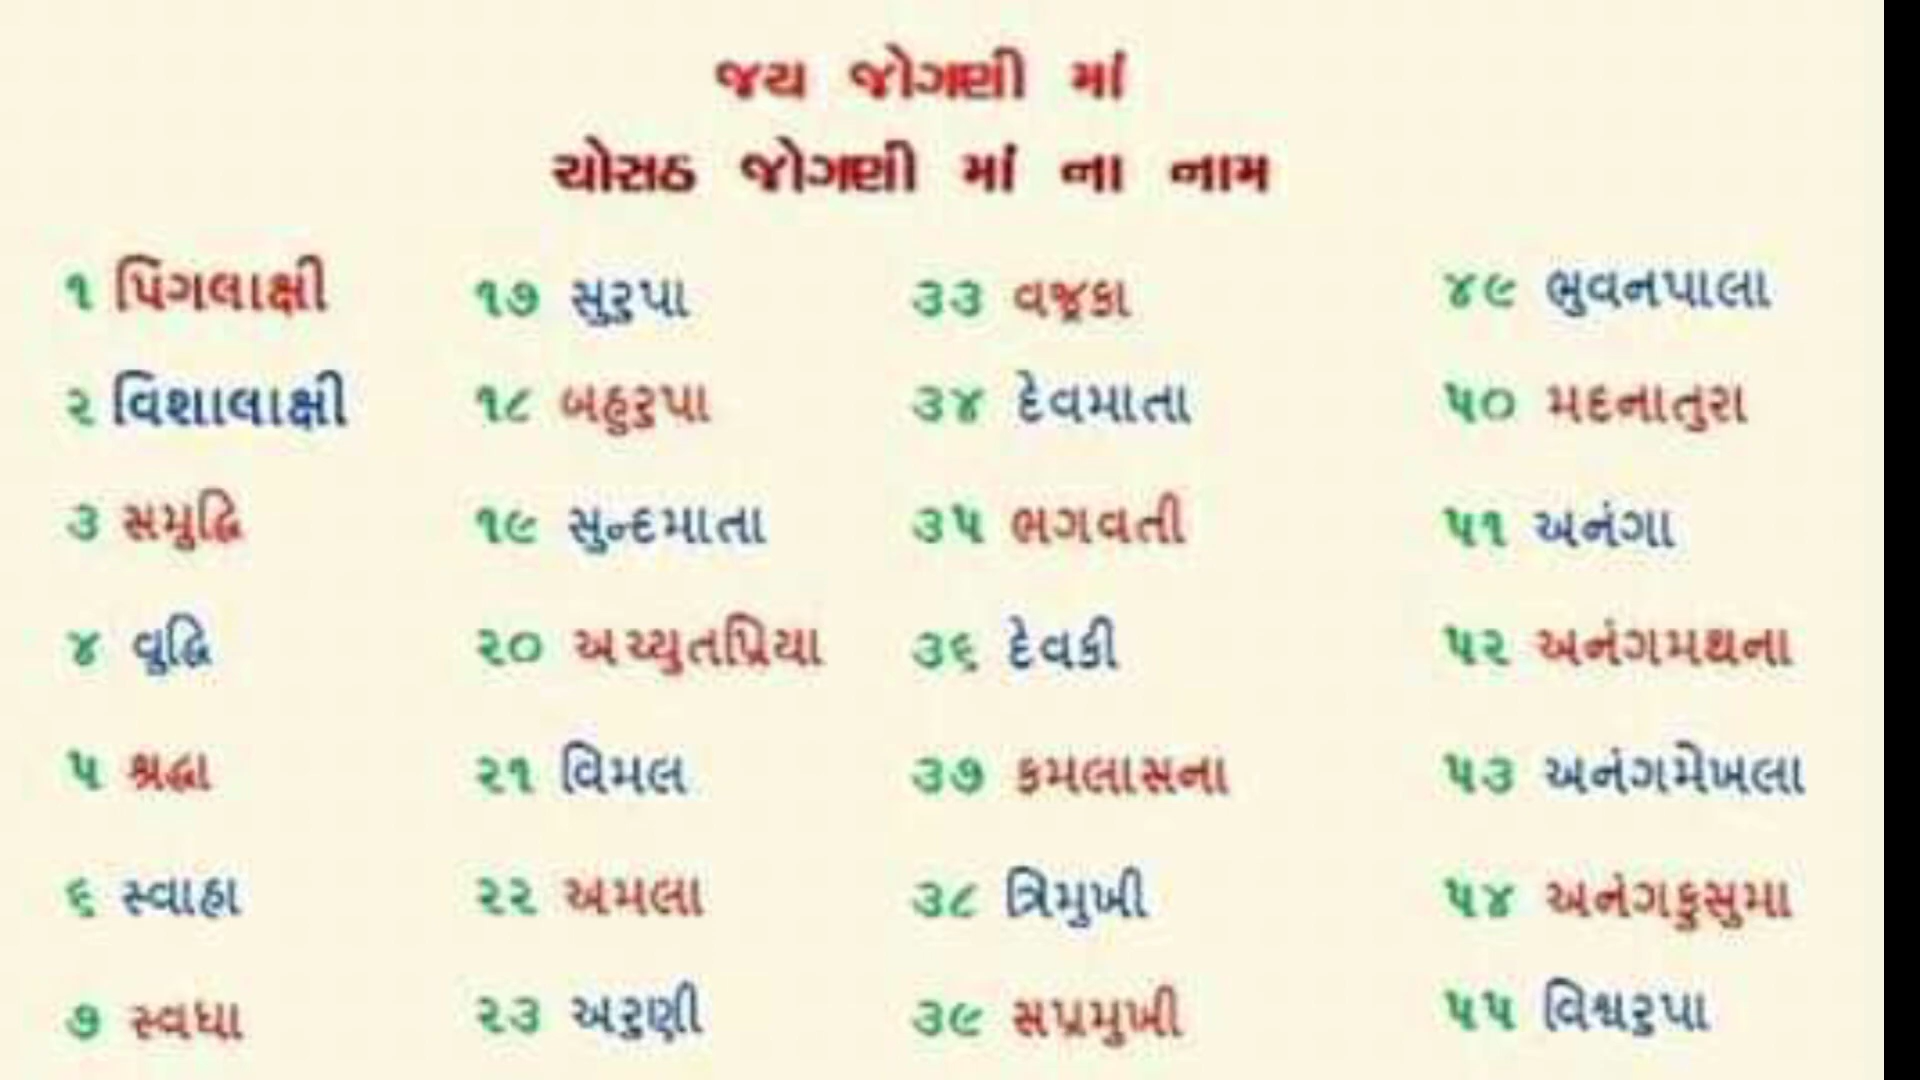 જય જોગણી માં
ચોસઠ જોગણી માં ના નામ
૧ પિંગલાક્ષી ૧૭ સુરુપા ૩૩ વજ્રકા ૪૯ ભુવનપાલા
૨ વિશાલાક્ષી ૧૮ બહુરુપા ૩૪ દેવમાતા ૫૦ મદનાતુરા
૩ સમુદ્ધિ ૧૯ સુન્દમાતા ૩૫ ભગવતી ૫૧ અનંગા
૪ વુદ્ધિ ૨૦ અચ્યુતપ્રિયા ૩૬ દેવકી ૫૨ અનંગમથના
૫ શ્રદ્ધા ૨૧ વિમલ ૩૭ કમલાસના ૫૩ અનંગમેખલા
૬ સ્વાહા ૨૨ અમલા ૩૮ ત્રિમુખી ૫૪ અનંગકુસુમા
૭ સ્વધા ૨૩ અરુણી ૩૯ સપ્રમુખી ૫૫ વિશ્વરુપા